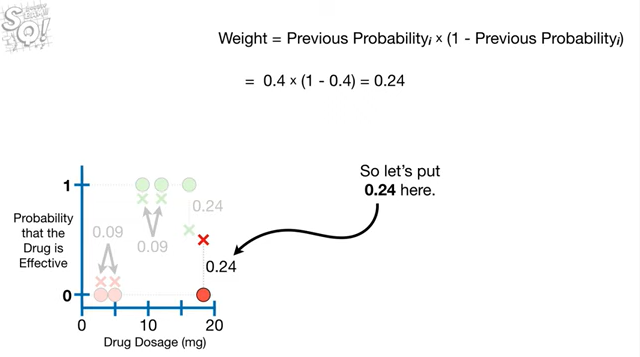 Weight = Previous Probabilityi × (1 - Previous Probabilityi)
= 0.4 × (1 - 0.4) = 0.24
So let's put
0.24 here.
1
Probability
that the
Drug is
Effective
0.09
0.09
0.24
0.24
0
0
10
20
Drug Dosage (mg)